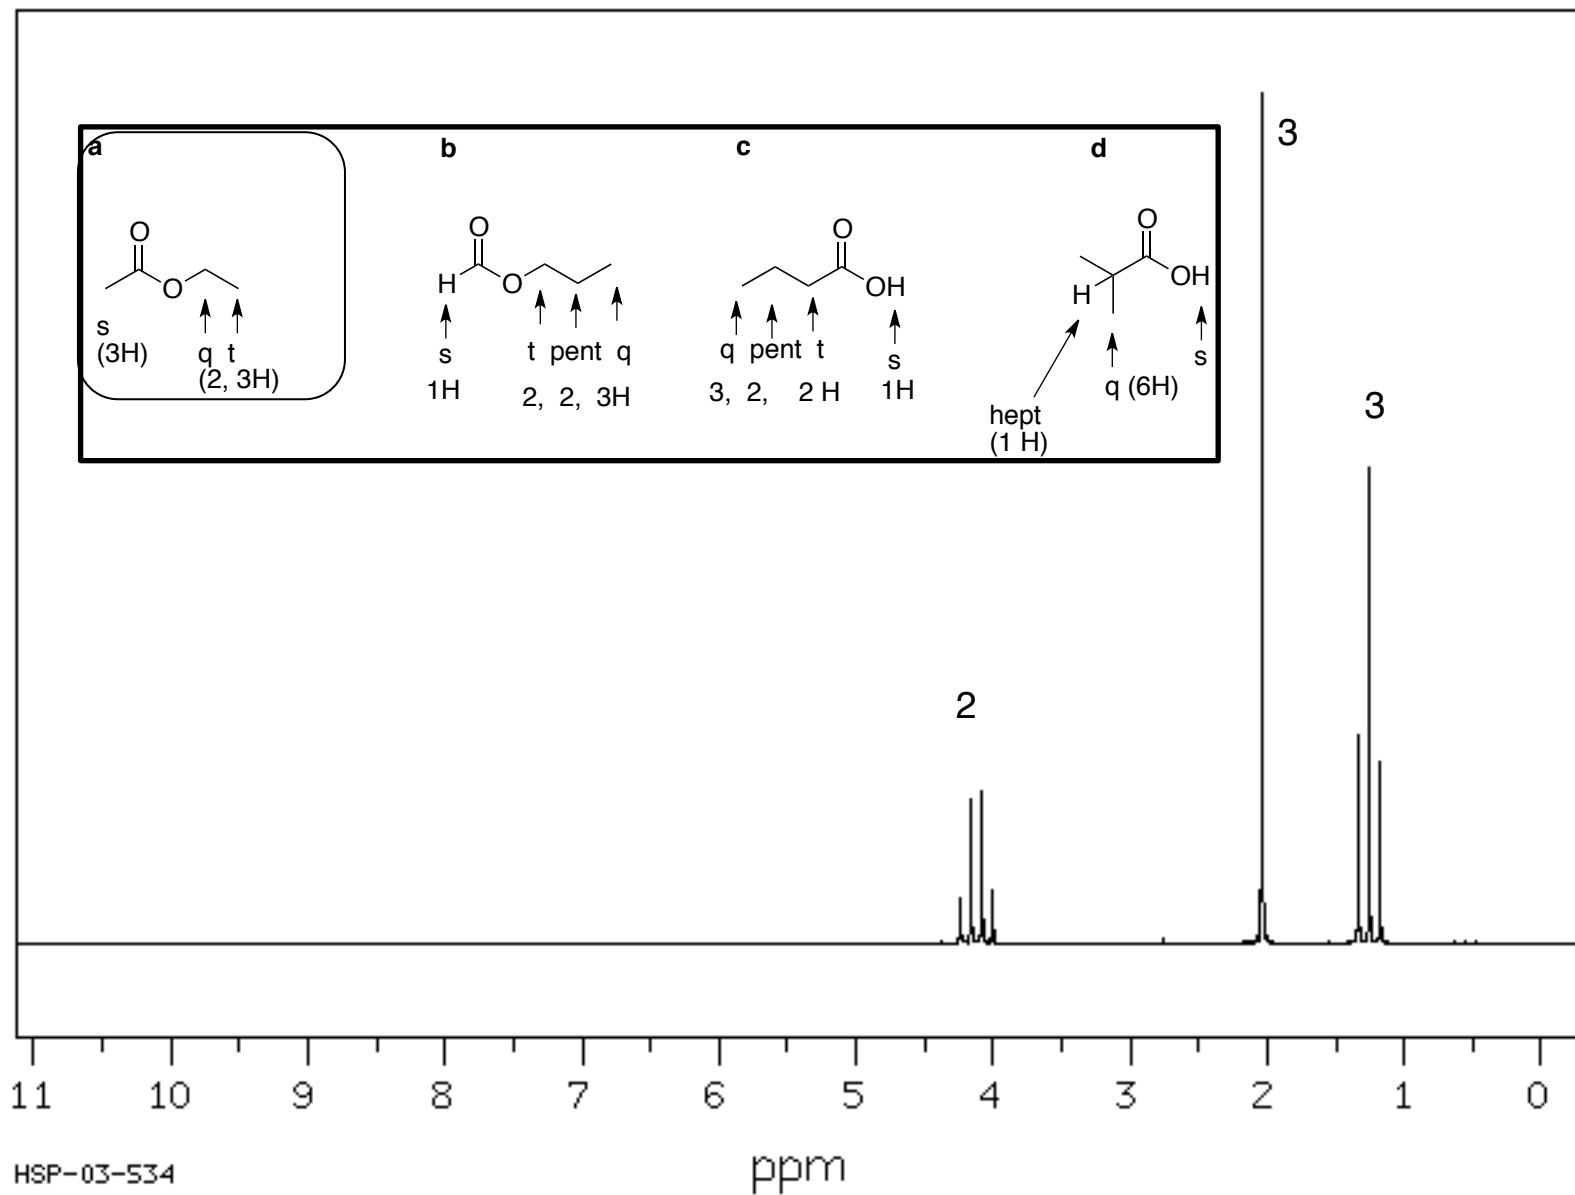 3
a b c d
O O O O
O H O OH H OH
s
(3H) q t
(2, 3H)
s
1H
t pent q
2, 2, 3H
q pent t
3, 2, 2 H
s
1H
hept
(1 H)
q (6H)
s
3
2
11 10 9 8 7 6 5 4 3 2 1 0
HSP-03-534
ppm